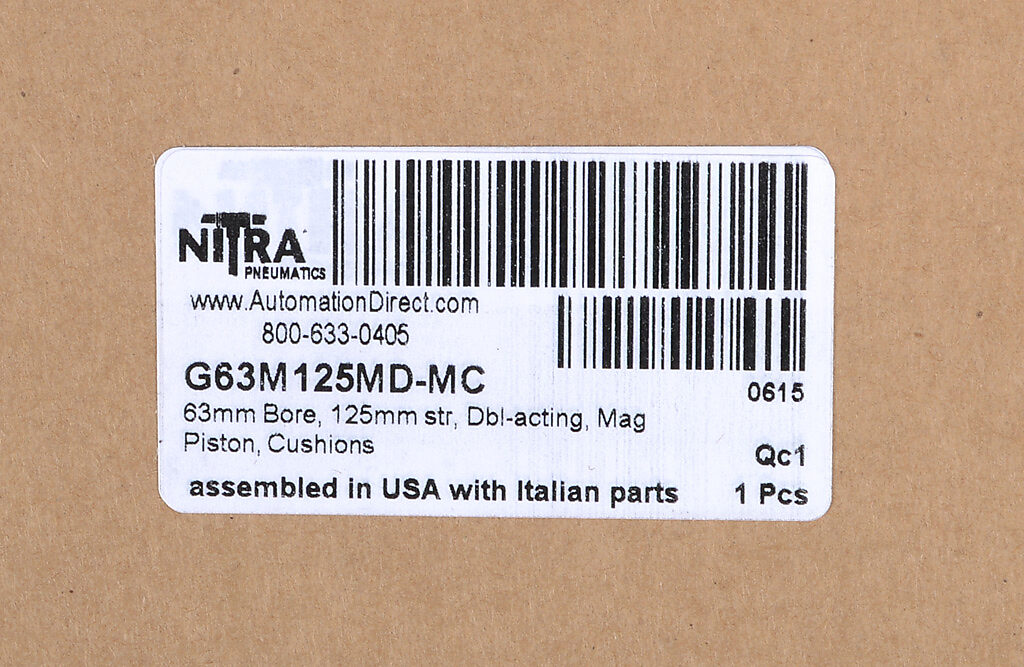 NITRA
PNEUMATICS
www.AutomationDirect.com
800-633-0405
G63M125MD-MC
0615
63mm Bore, 125mm str, Dbl-acting, Mag
Piston, Cushions
Qc1
assembled in USA with Italian parts
1 Pcs